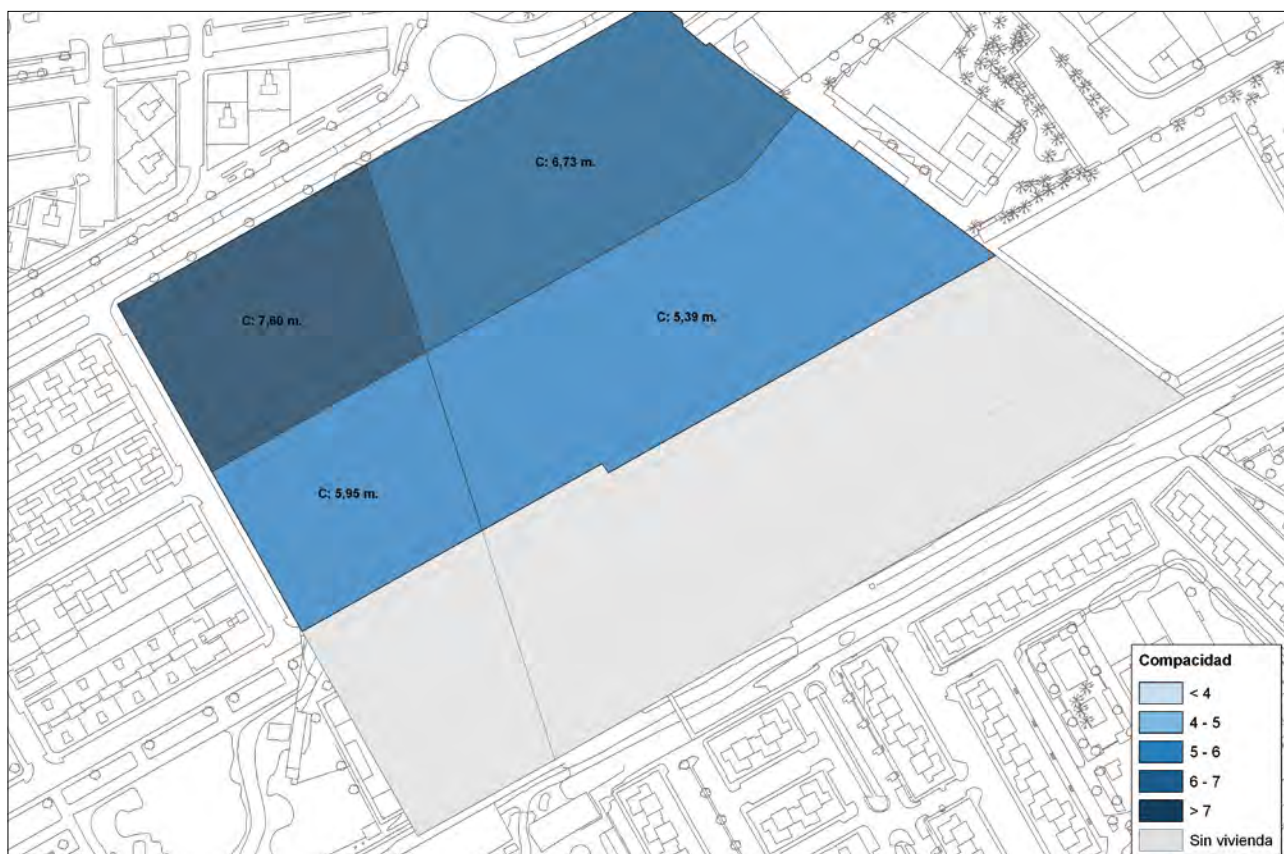 C: 6,73 m.
C: 7,60 m.
C: 5,39 m.
C: 5,95 m.
Compacidad
< 4
4 - 5
5 - 6
6 - 7
> 7
Sin vivienda